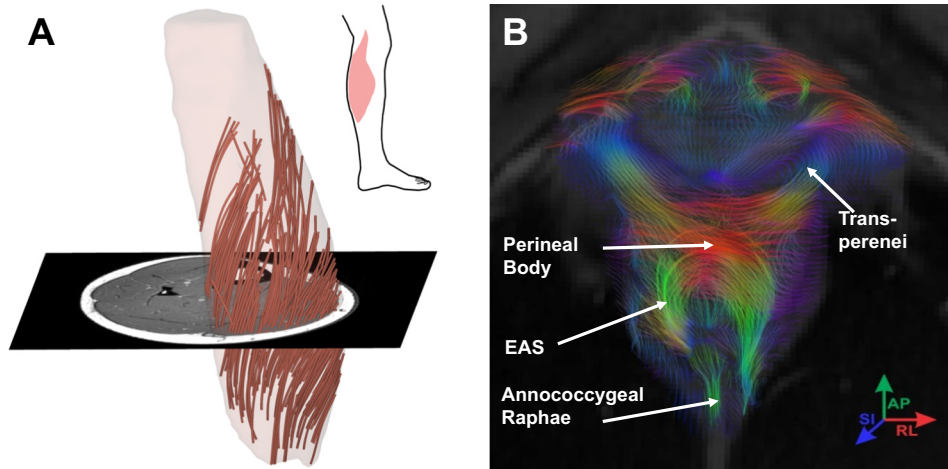 A
B
Trans-
perenei
Perineal
Body
EAS
Annococcygeal
Raphae
AP
SI
RL